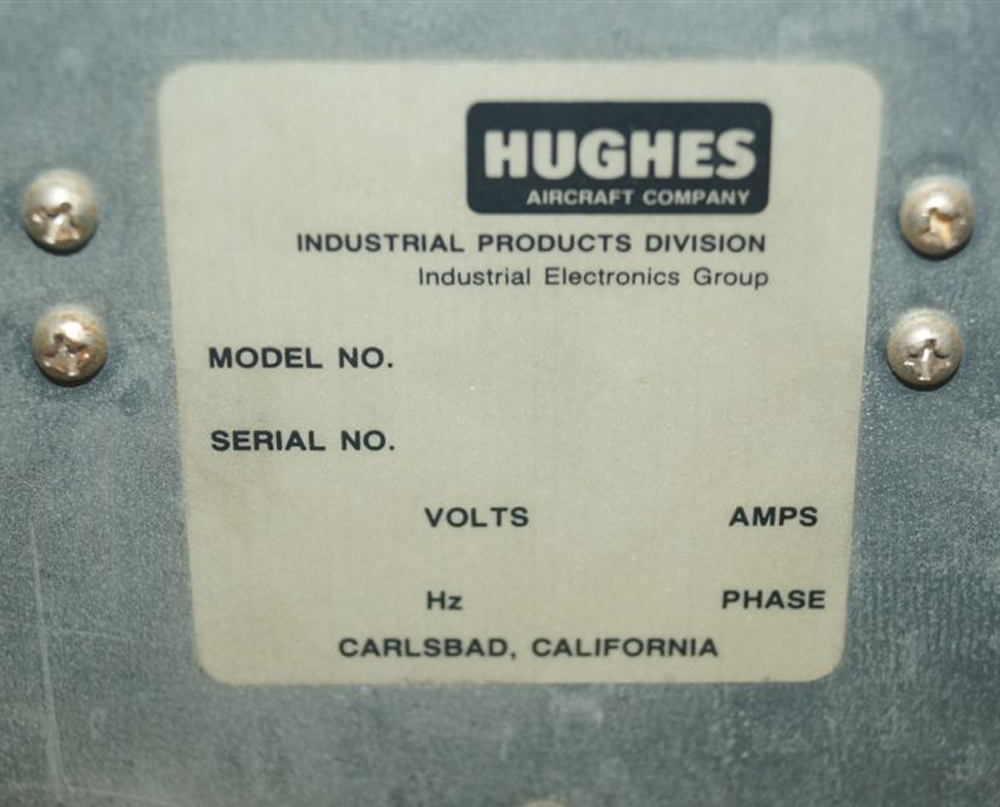 HUGHES
AIRCRAFT COMPANY
INDUSTRIAL PRODUCTS DIVISION
Industrial Electronics Group
MODEL NO.
SERIAL NO.
VOLTS AMPS
Hz PHASE
CARLSBAD, CALIFORNIA